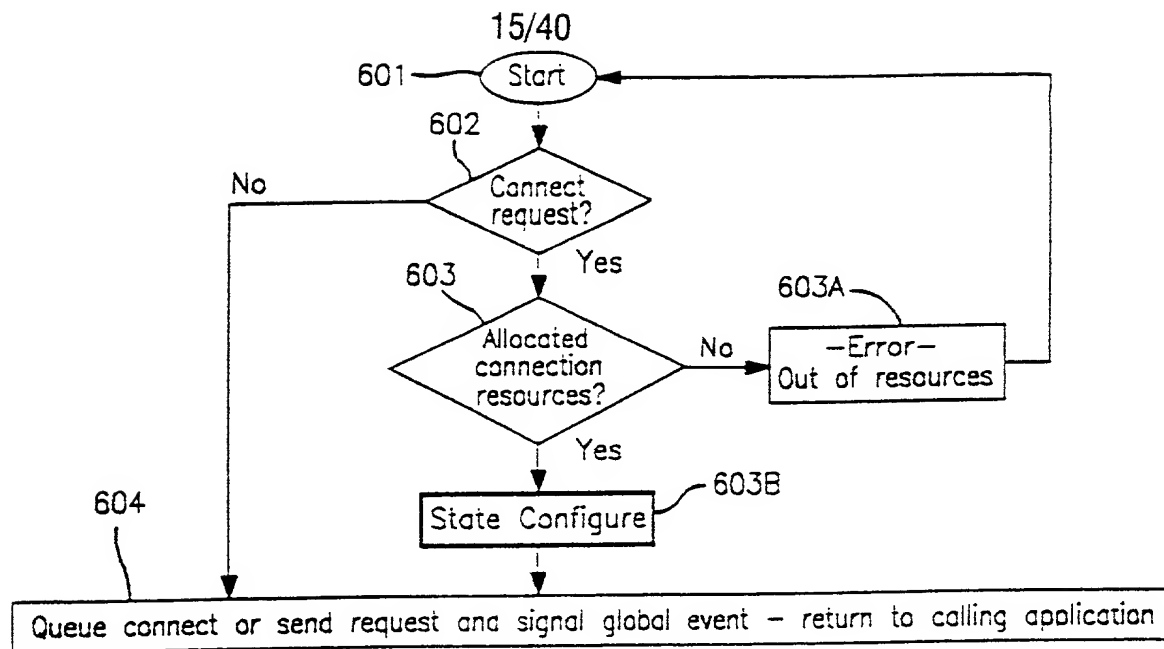 15/40
601
Start
602
No
Connect
request?
Yes
603
603A
Allocated
connection
resources?
No
—Error—
Out of resources
Yes
603B
State Configure
604
Queue connect or send request and signal global event — return to calling application